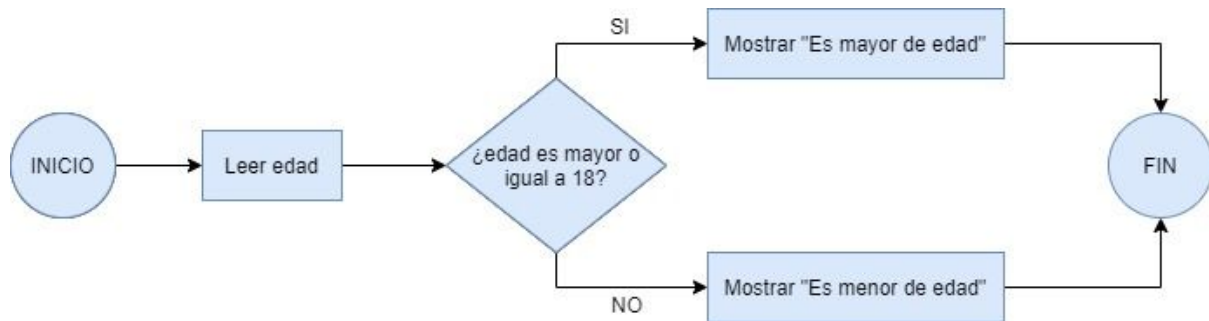 INICIO
Leer edad
¿edad es mayor o
igual a 18?
SI
Mostrar "Es mayor de edad"
NO
Mostrar "Es menor de edad"
FIN